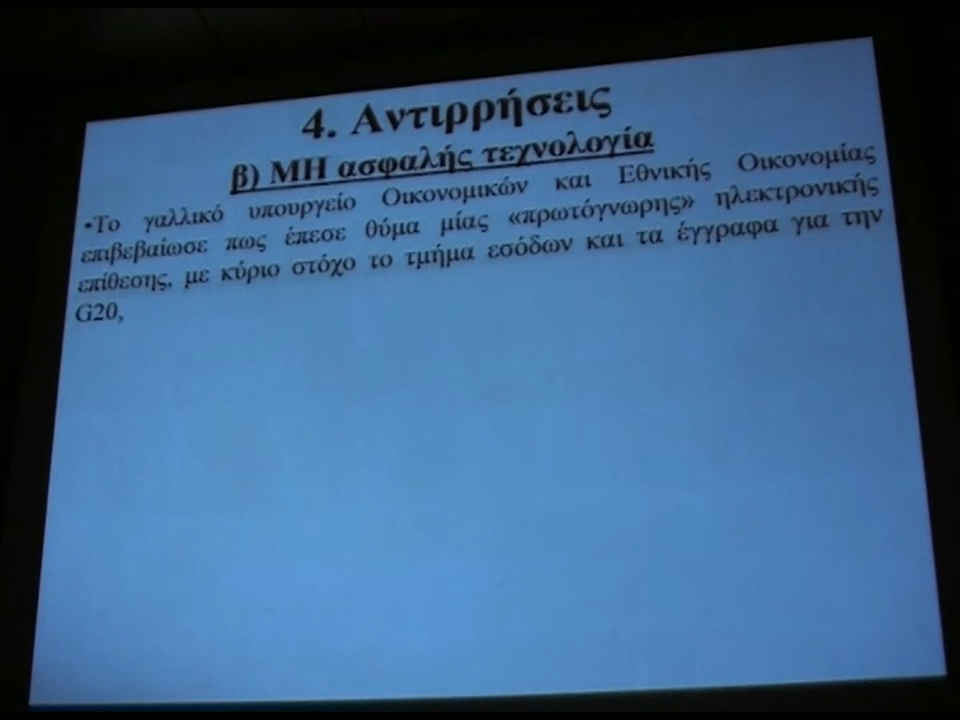 4. Αντιρρήσεις
β) ΜΗ ασφαλής τεχνολογία
•Το γαλλικό υπουργείο Οικονομικών και Εθνικής Οικονομίας
επιβεβαίωσε πως έπεσε θύμα μίας «πρωτόγνωρης» ηλεκτρονικής
επίθεσης, με κύριο στόχο το τμήμα εσόδων και τα έγγραφα για την
G20,